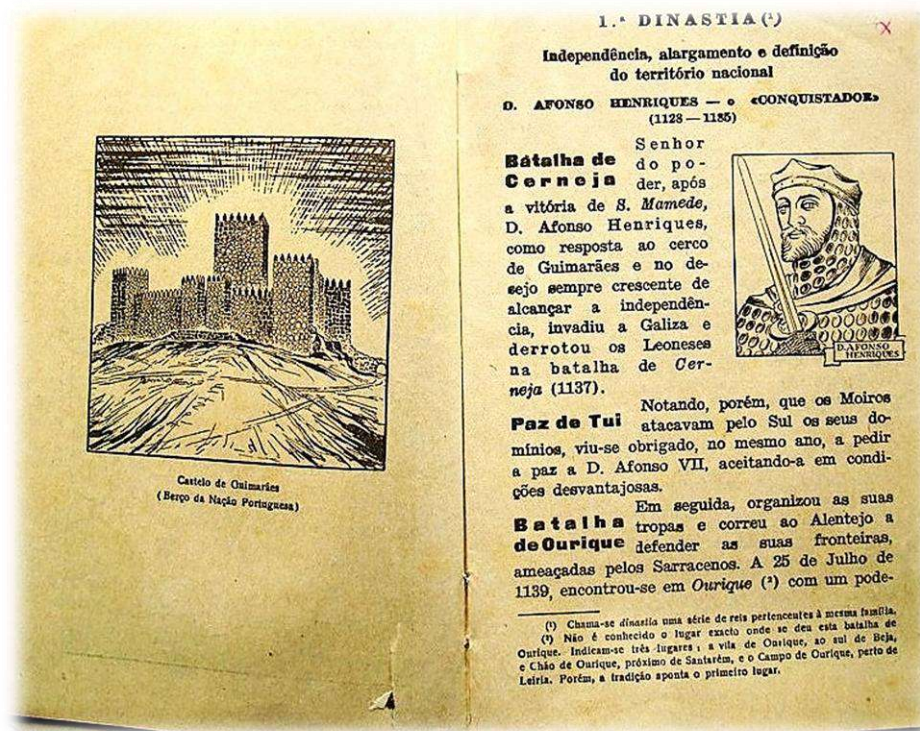 Castelo de Guimarães
(Berço da Nação Portuguesa)
1.ª DINASTIA (¹)
Independência, alargamento e definição
do território nacional
D. AFONSO HENRIQUES — o «CONQUISTADOR»
(1128 — 1185)
Batalha de
Cerneja
Senhor
do po-
der, após
a vitória de S. Mamede,
D. Afonso Henriques,
como resposta ao cerco
de Guimarães e no de-
sejo sempre crescente de
alcançar a independên-
cia, invadiu a Galiza e
derrotou os Leoneses
na batalha de Cer-
neja (1137).
D. AFONSO
HENRIQUES
Paz de Tui
Notando, porém, que os Moiros
atacavam pelo Sul os seus do-
mínios, viu-se obrigado, no mesmo ano, a pedir
a paz a D. Afonso VII, aceitando-a em condi-
ções desvantajosas.
Batalha
de Ourique
Em seguida, organizou as suas
tropas e correu ao Alentejo a
defender as suas fronteiras,
ameaçadas pelos Sarracenos. A 25 de Julho de
1139, encontrou-se em Ourique (²) com um pode-
(¹) Chama-se dinastia uma série de reis pertencentes à mesma família.
(²) Não é conhecido o lugar exacto onde se deu esta batalha de
Ourique. Indicam-se três lugares: a vila de Ourique, ao sul de Beja,
e Chão de Ourique, próximo de Santarém, e o Campo de Ourique, perto de
Leiria. Porém, a tradição aponta o primeiro lugar.